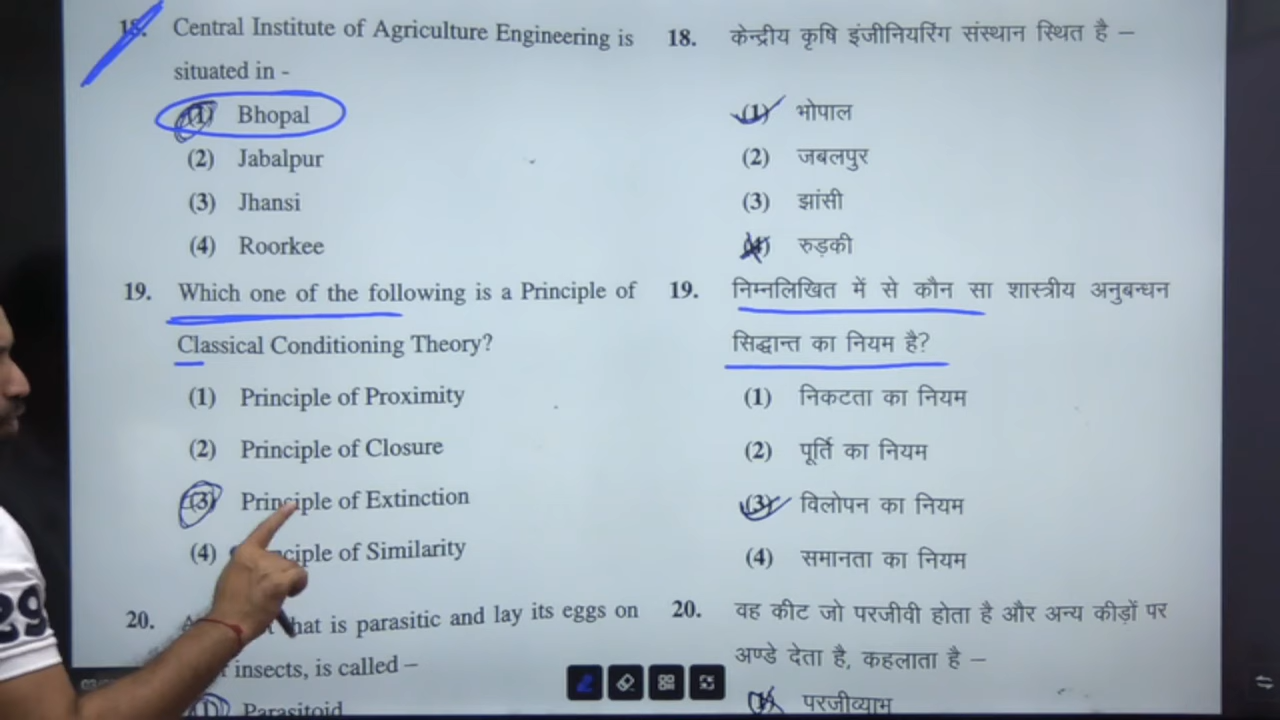 18. Central Institute of Agriculture Engineering is
situated in -
(1) Bhopal
(2) Jabalpur
(3) Jhansi
(4) Roorkee
19. Which one of the following is a Principle of
Classical Conditioning Theory?
(1) Principle of Proximity
(2) Principle of Closure
(3) Principle of Extinction
(4) ciple of Similarity
20. hat is parasitic and lay its eggs on
insects, is called –
(1) Parasitoid
18. केन्द्रीय कृषि इंजीनियरिंग संस्थान स्थित है –
(1) भोपाल
(2) जबलपुर
(3) झांसी
(4) रुड़की
19. निम्नलिखित में से कौन सा शास्त्रीय अनुबन्धन
सिद्धान्त का नियम है?
(1) निकटता का नियम
(2) पूर्ति का नियम
(3) विलोपन का नियम
(4) समानता का नियम
20. वह कीट जो परजीवी होता है और अन्य कीड़ों पर
अण्डे देता है, कहलाता है –
(1) परजीव्याभ
29